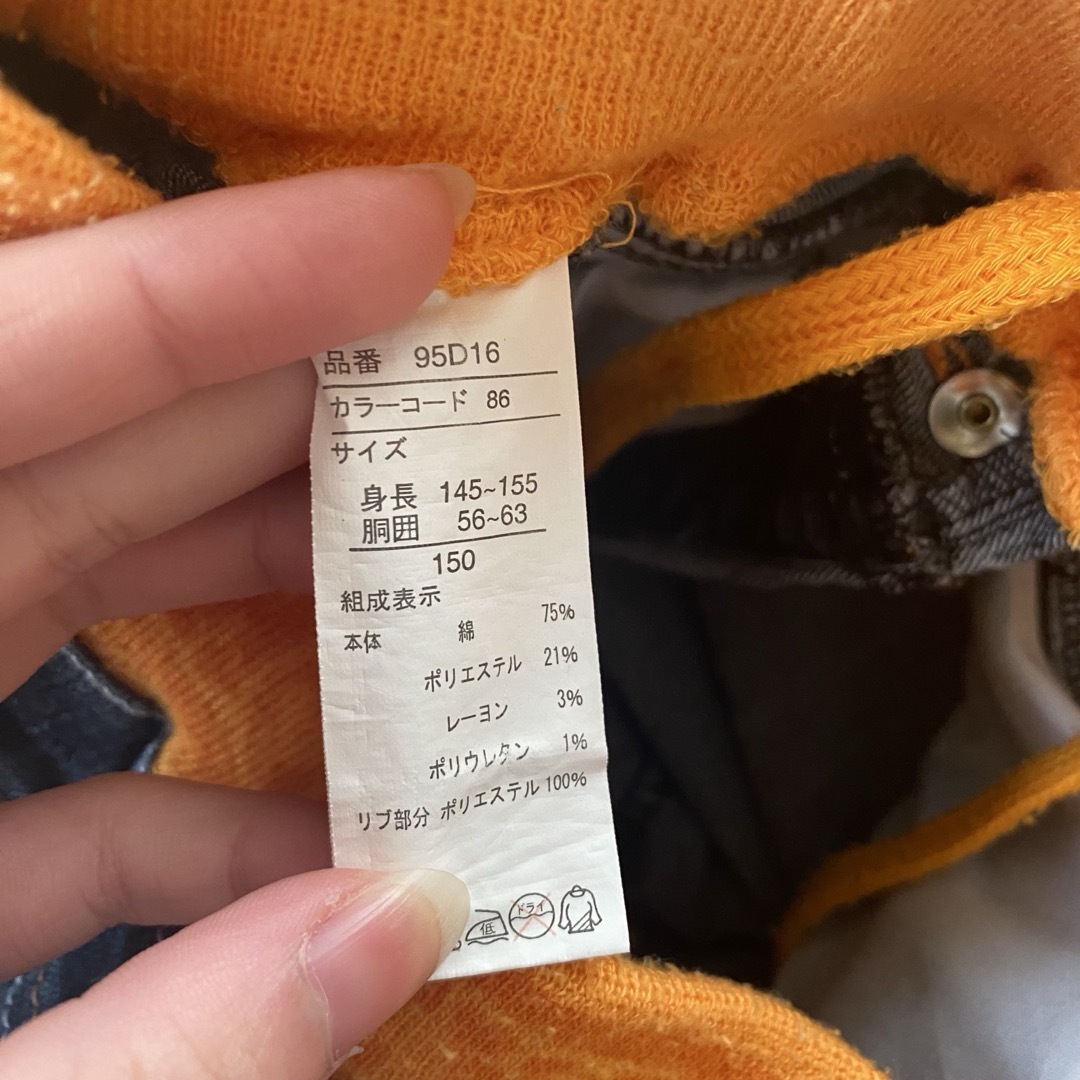 品番 95D16
カラーコード 86
サイズ
身長 145~155
胴囲 56~63
150
組成表示
本体 綿 75%
ポリエステル 21%
レーヨン 3%
ポリウレタン 1%
リブ部分 ポリエステル 100%
低 ドライ